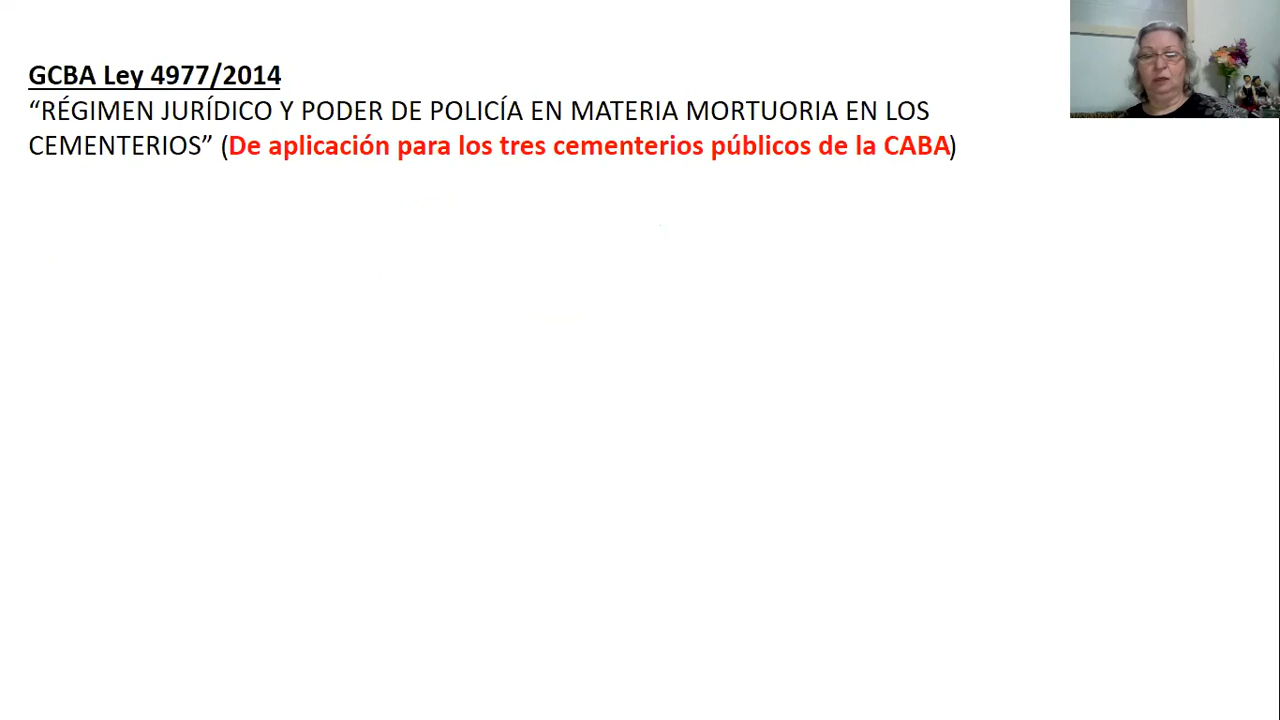 GCBA Ley 4977/2014
“RÉGIMEN JURÍDICO Y PODER DE POLICÍA EN MATERIA MORTUORIA EN LOS
CEMENTERIOS” (De aplicación para los tres cementerios públicos de la CABA)